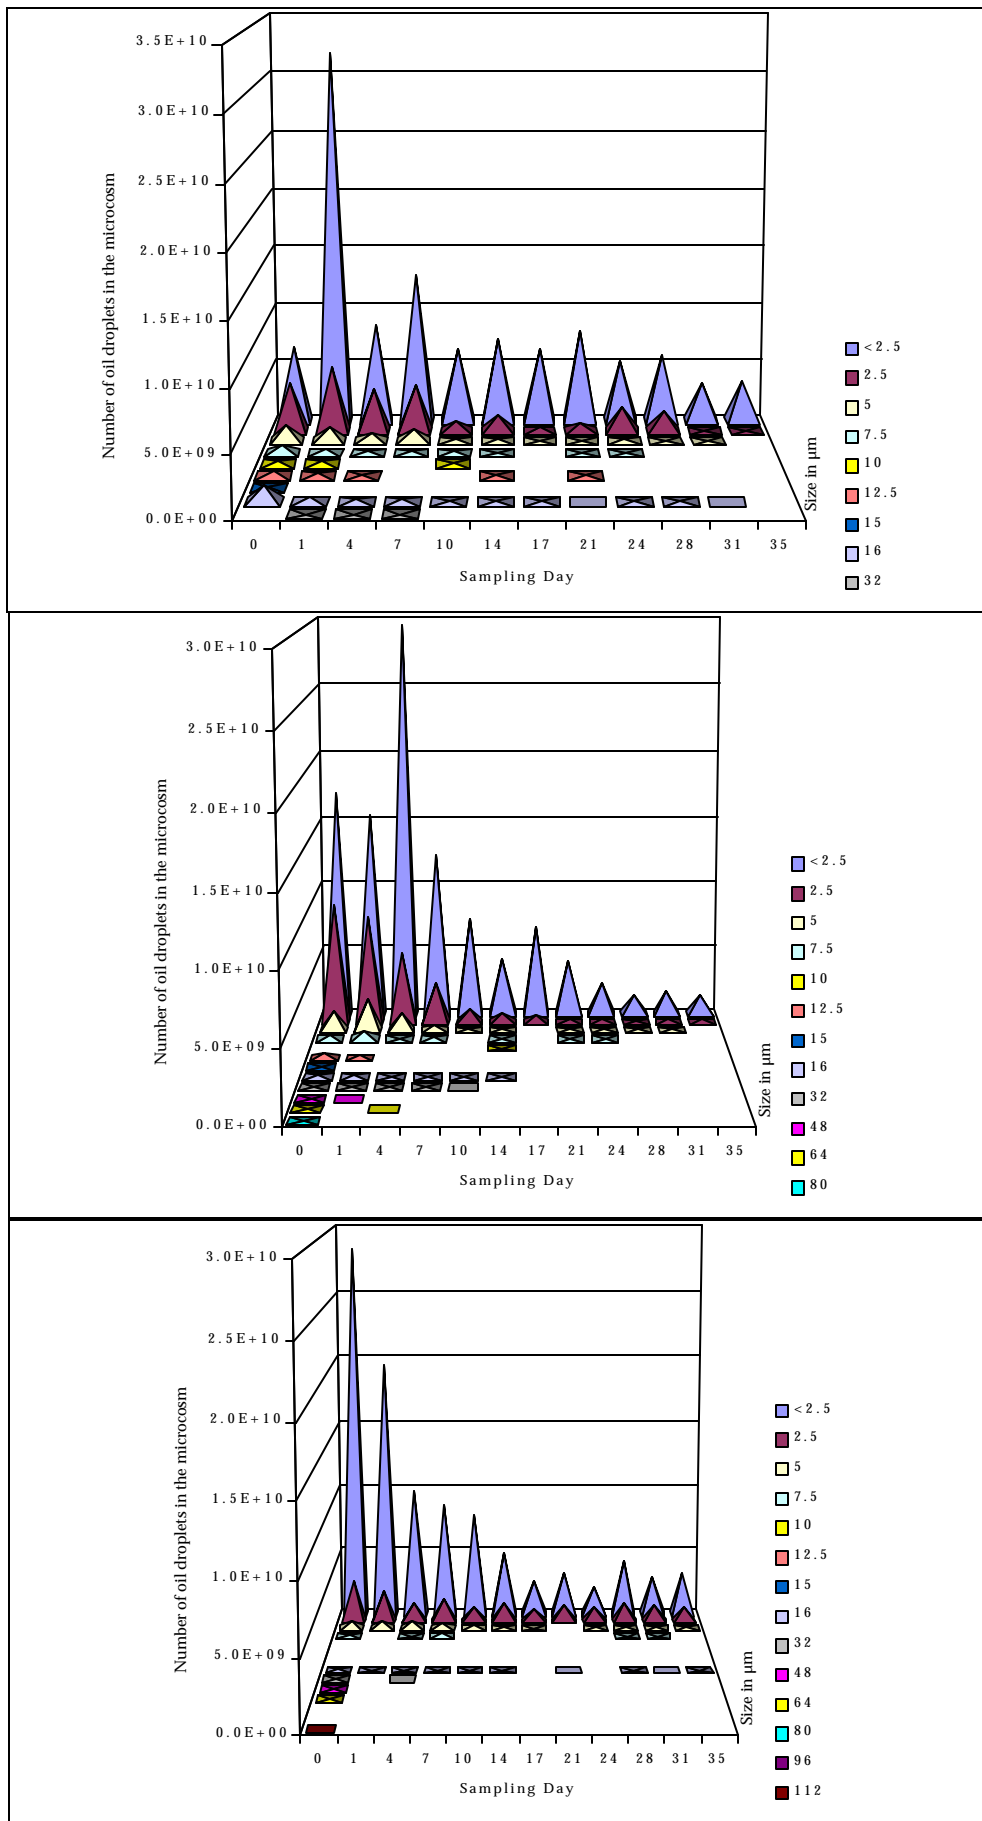 3.5E+10
3.0E+10
2.5E+10
2.0E+10
1.5E+10
1.0E+10
5.0E+09
0.0E+00
Number of oil droplets in the microcosm
0 1 4 7 10 14 17 21 24 28 31 35
Sampling Day
Size in µm
<2.5
2.5
5
7.5
10
12.5
15
16
32
3.0E+10
2.5E+10
2.0E+10
1.5E+10
1.0E+10
5.0E+09
0.0E+00
Number of oil droplets in the microcosm
0 1 4 7 10 14 17 21 24 28 31 35
Sampling Day
Size in µm
<2.5
2.5
5
7.5
10
12.5
15
16
32
48
64
80
3.0E+10
2.5E+10
2.0E+10
1.5E+10
1.0E+10
5.0E+09
0.0E+00
Number of oil droplets in the microcosm
0 1 4 7 10 14 17 21 24 28 31 35
Sampling Day
Size in µm
<2.5
2.5
5
7.5
10
12.5
15
16
32
48
64
80
96
112